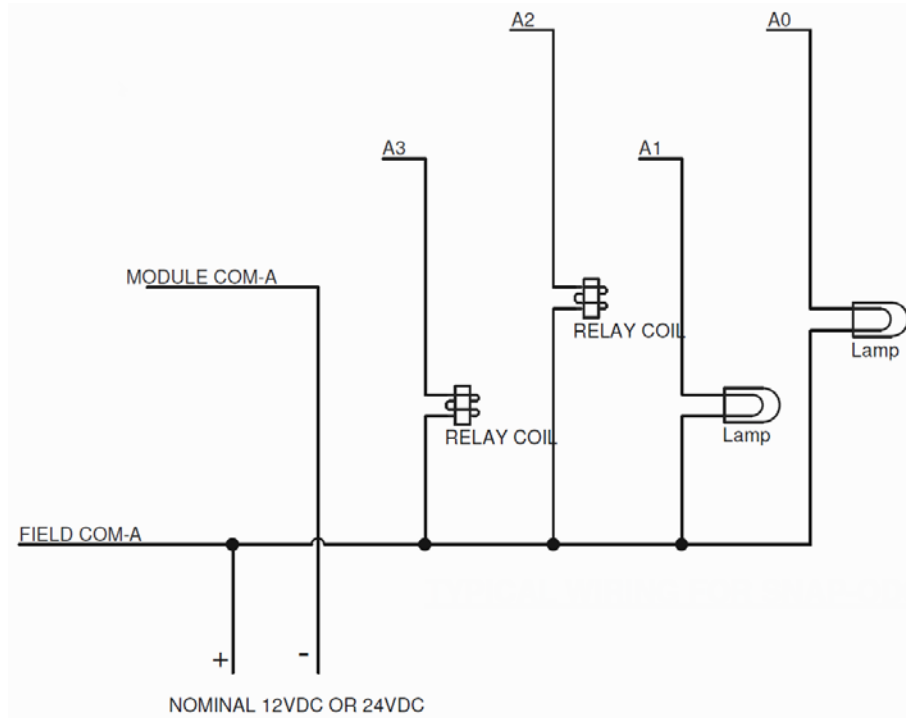 A2
A0
A3
A1
MODULE COM-A
RELAY COIL
Lamp
RELAY COIL
Lamp
FIELD COM-A
+
-
NOMINAL 12VDC OR 24VDC